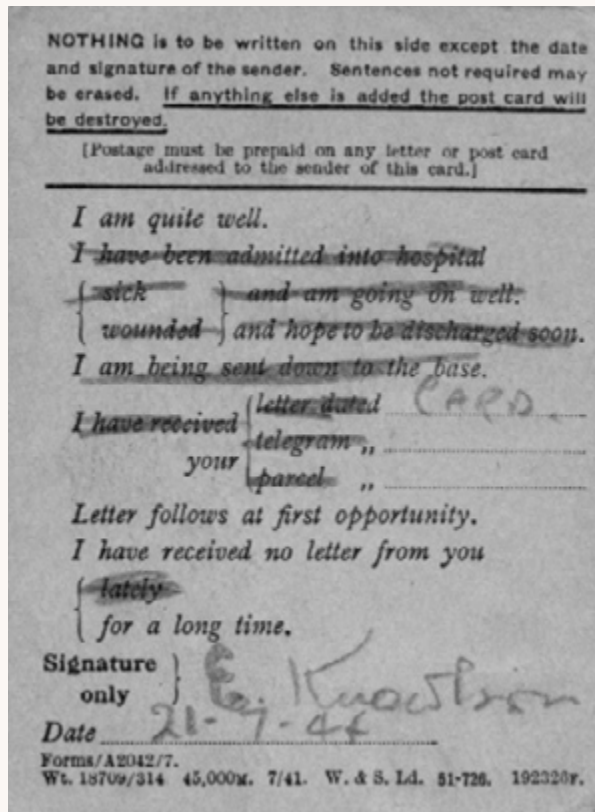 NOTHING is to be written on this side except the date
and signature of the sender. Sentences not required may
be erased. If anything else is added the post card will
be destroyed.
[Postage must be prepaid on any letter or post card
addressed to the sender of this card.]
I am quite well.
I have been admitted into hospital
sick and am going on well.
wounded and hope to be discharged soon.
I am being sent down to the base.
letter dated CARD.
I have received
telegram „
your
parcel „
Letter follows at first opportunity.
I have received no letter from you
lately
for a long time.
Signature
only
Date 21-7-44
Forms/A2042/7.
Wt. 18709/314 45,000M. 7/41. W. & S. Ld. 51-726. 192326r.